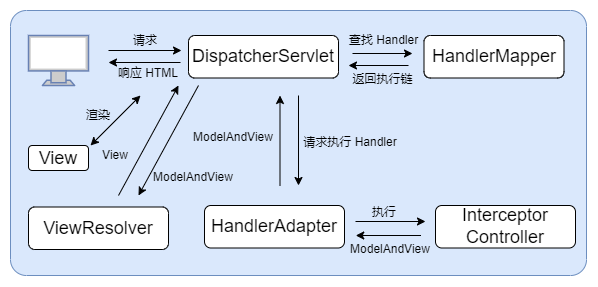 请求
DispatcherServlet
查找 Handler
HandlerMapper
响应 HTML
返回执行链
渲染
View
View
ModelAndView
ModelAndView
请求执行 Handler
ViewResolver
HandlerAdapter
执行
ModelAndView
Interceptor
Controller